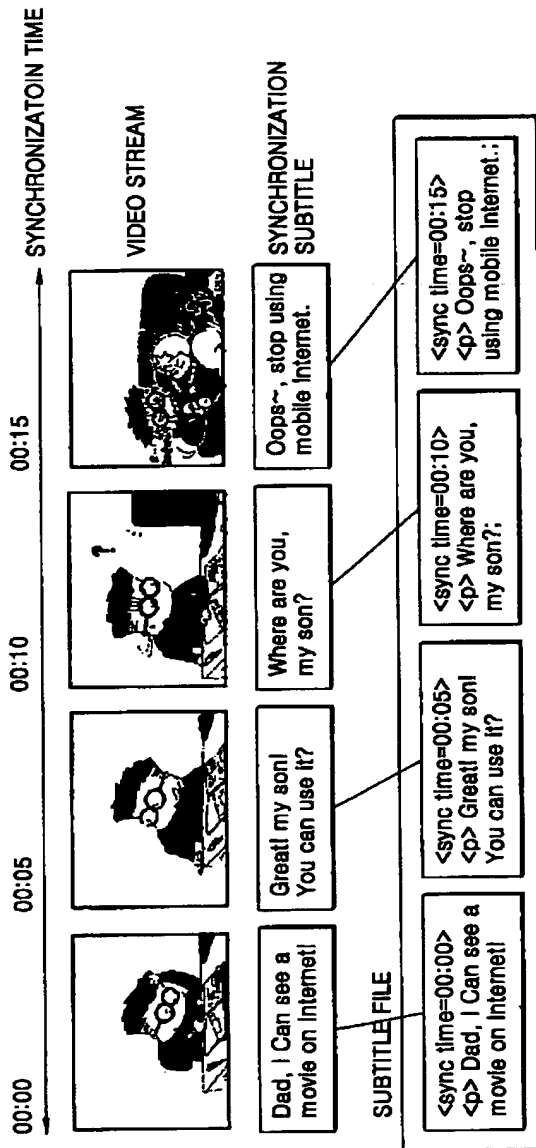 00:00 00:05 00:10 00:15 SYNCHRONIZATOIN TIME
VIDEO STREAM
?
Dad, I Can see a
movie on Internet!
Great! my son!
You can use it?
Where are you,
my son?
Oops~, stop using
mobile Internet.
SYNCHRONIZATION
SUBTITLE
SUBTITLE FILE
<sync time=00:00>
<p> Dad, I Can see a
movie on Internet!
<sync time=00:05>
<p> Great! my son!
You can use it?
<sync time=00:10>
<p> Where are you,
my son?;
<sync time=00:15>
<p> Oops~, stop
using mobile Internet.;